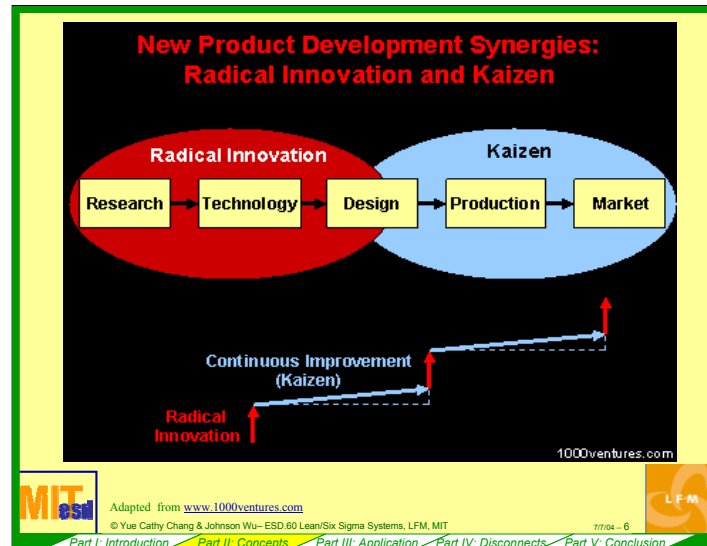 New Product Development Synergies:
Radical Innovation and Kaizen
Radical Innovation
Kaizen
Research
Technology
Design
Production
Market
Continuous Improvement
(Kaizen)
Radical
Innovation
1000ventures.com
MIT esd
Adapted from www.1000ventures.com
LFM
© Yue Cathy Chang & Johnson Wu– ESD.60 Lean/Six Sigma Systems, LFM, MIT
7/7/04 – 6
Part I: Introduction Part II: Concepts Part III: Application Part IV: Disconnects Part V: Conclusion